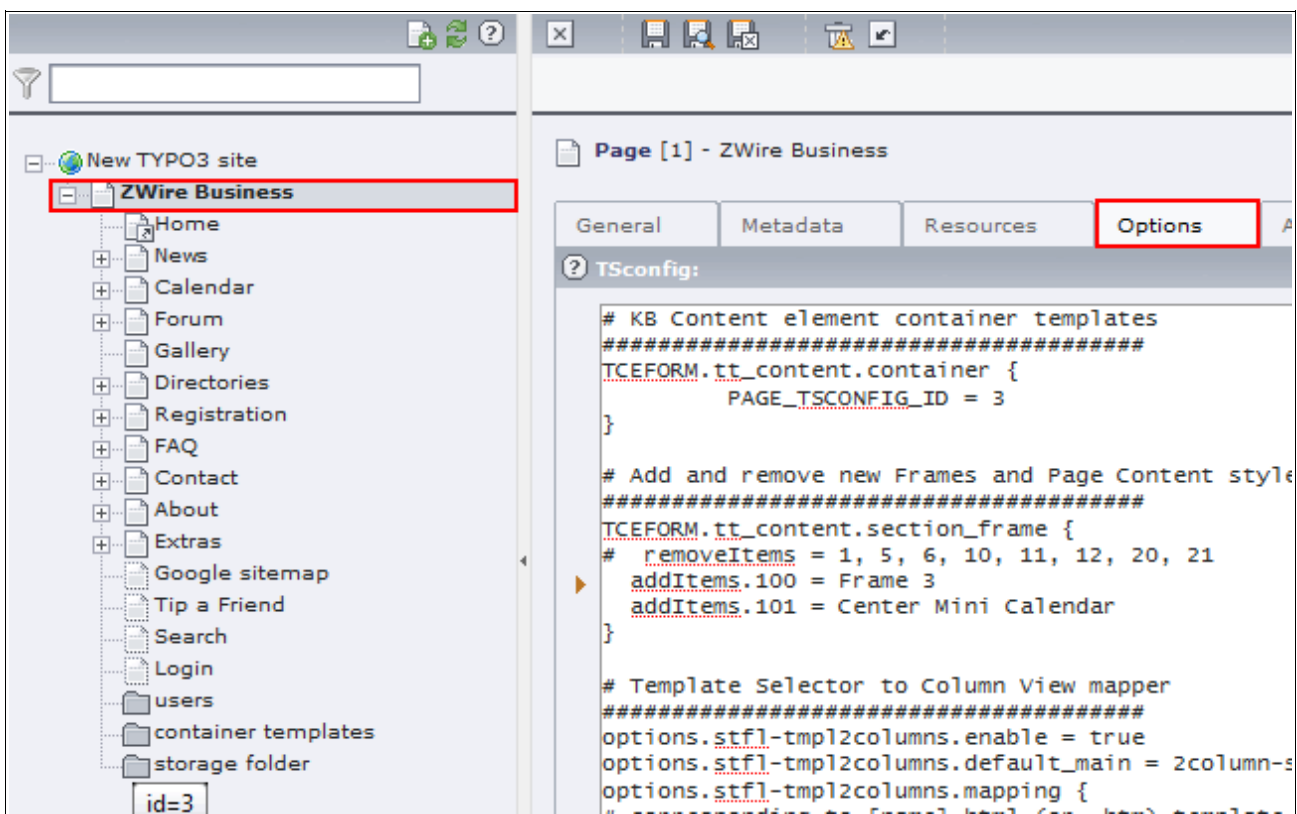 New TYPO3 site
ZWire Business
Home
News
Calendar
Forum
Gallery
Directories
Registration
FAQ
Contact
About
Extras
Google sitemap
Tip a Friend
Search
Login
users
container templates
storage folder
id=3
Page [1] - ZWire Business
General Metadata Resources Options A
TSconfig:
# KB Content element container templates
#######################################
TCEFORM.tt_content.container {
PAGE_TSCONFIG_ID = 3
}
# Add and remove new Frames and Page Content style
#######################################
TCEFORM.tt_content.section_frame {
#  removeItems = 1, 5, 6, 10, 11, 12, 20, 21
addItems.100 = Frame 3
addItems.101 = Center Mini Calendar
}
# Template Selector to Column View mapper
#######################################
options.stfl-tmpl2columns.enable = true
options.stfl-tmpl2columns.default_main = 2column-s
options.stfl-tmpl2columns.mapping {